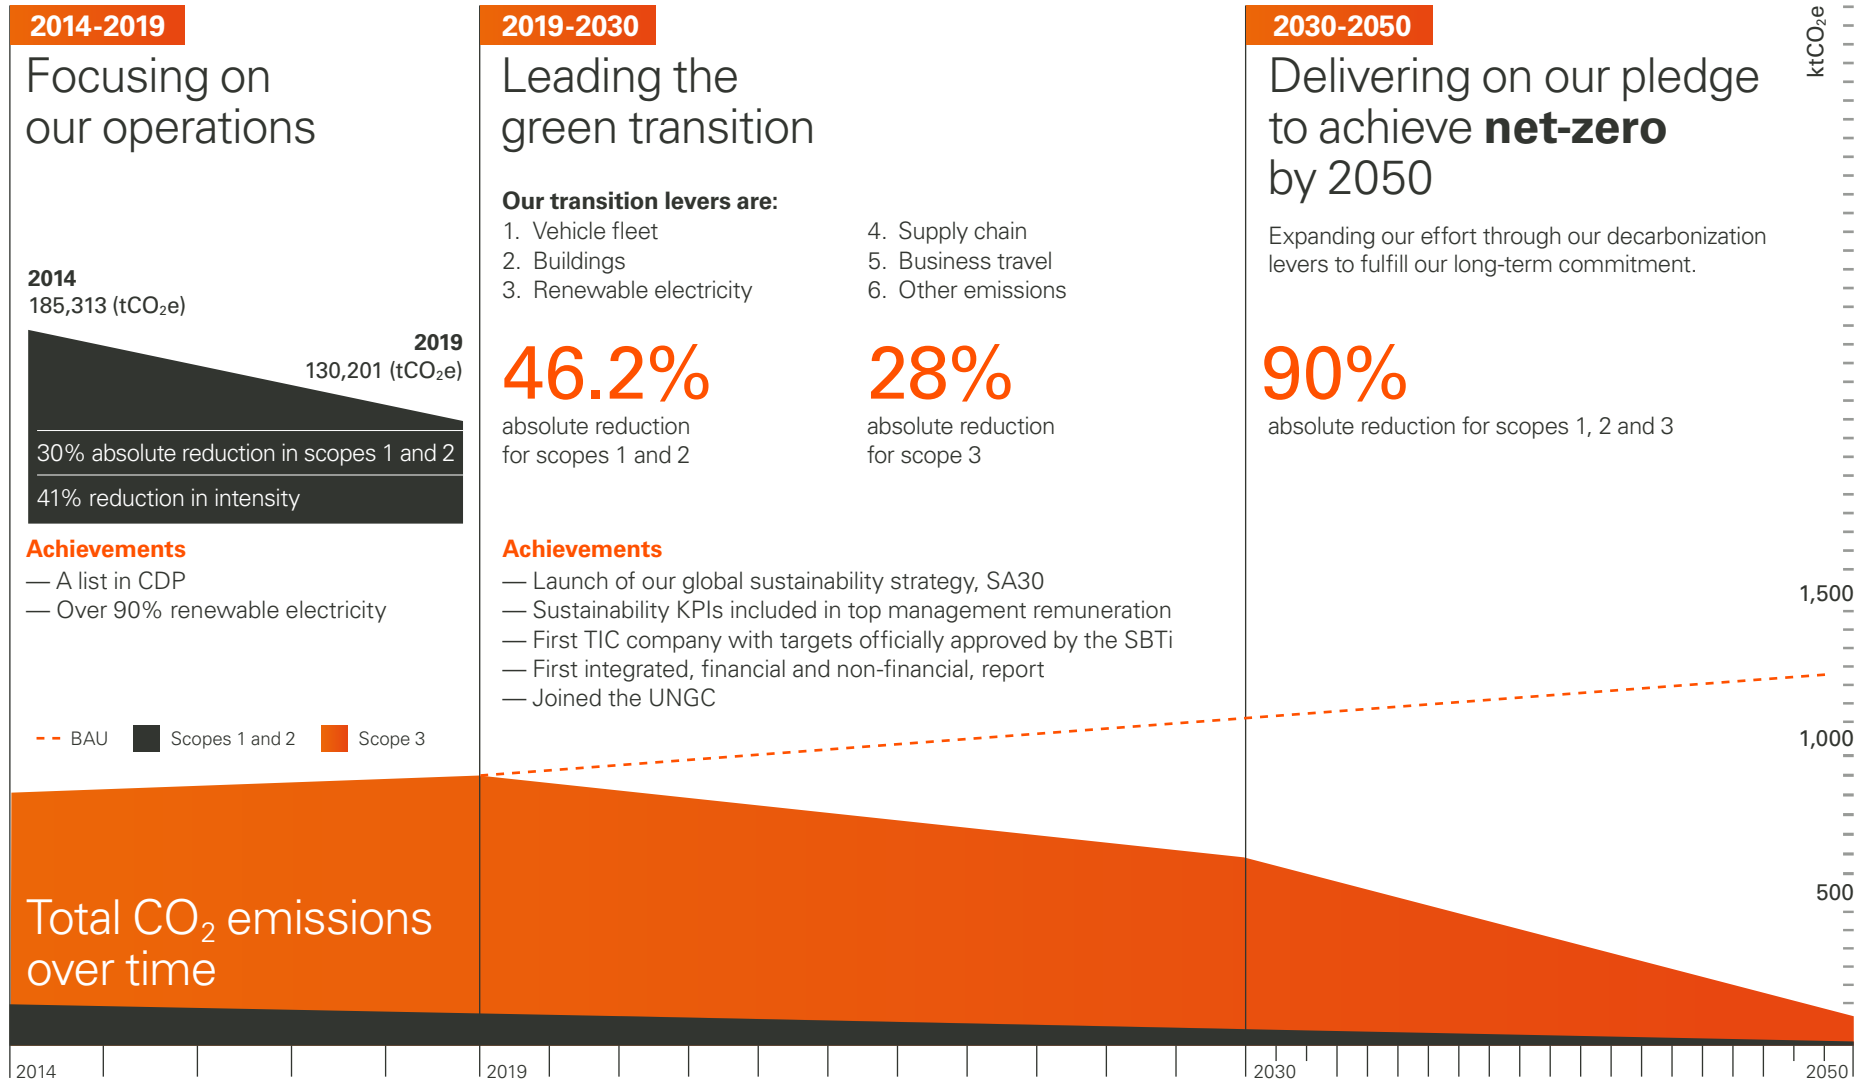 2014-2019
Focusing on
our operations
2014
185,313 (tCO₂e)
2019
130,201 (tCO₂e)
30% absolute reduction in scopes 1 and 2
41% reduction in intensity
Achievements
— A list in CDP
— Over 90% renewable electricity
BAU
Scopes 1 and 2
Scope 3
2019-2030
Leading the
green transition
Our transition levers are:
1. Vehicle fleet
2. Buildings
3. Renewable electricity
4. Supply chain
5. Business travel
6. Other emissions
46.2%
absolute reduction
for scopes 1 and 2
28%
absolute reduction
for scope 3
Achievements
— Launch of our global sustainability strategy, SA30
— Sustainability KPIs included in top management remuneration
— First TIC company with targets officially approved by the SBTi
— First integrated, financial and non-financial, report
— Joined the UNGC
2030-2050
Delivering on our pledge
to achieve net-zero
by 2050
Expanding our effort through our decarbonization
levers to fulfill our long-term commitment.
90%
absolute reduction for scopes 1, 2 and 3
ktCO₂e
1,500
1,000
500
Total CO₂ emissions
over time
2014
2019
2030
2050